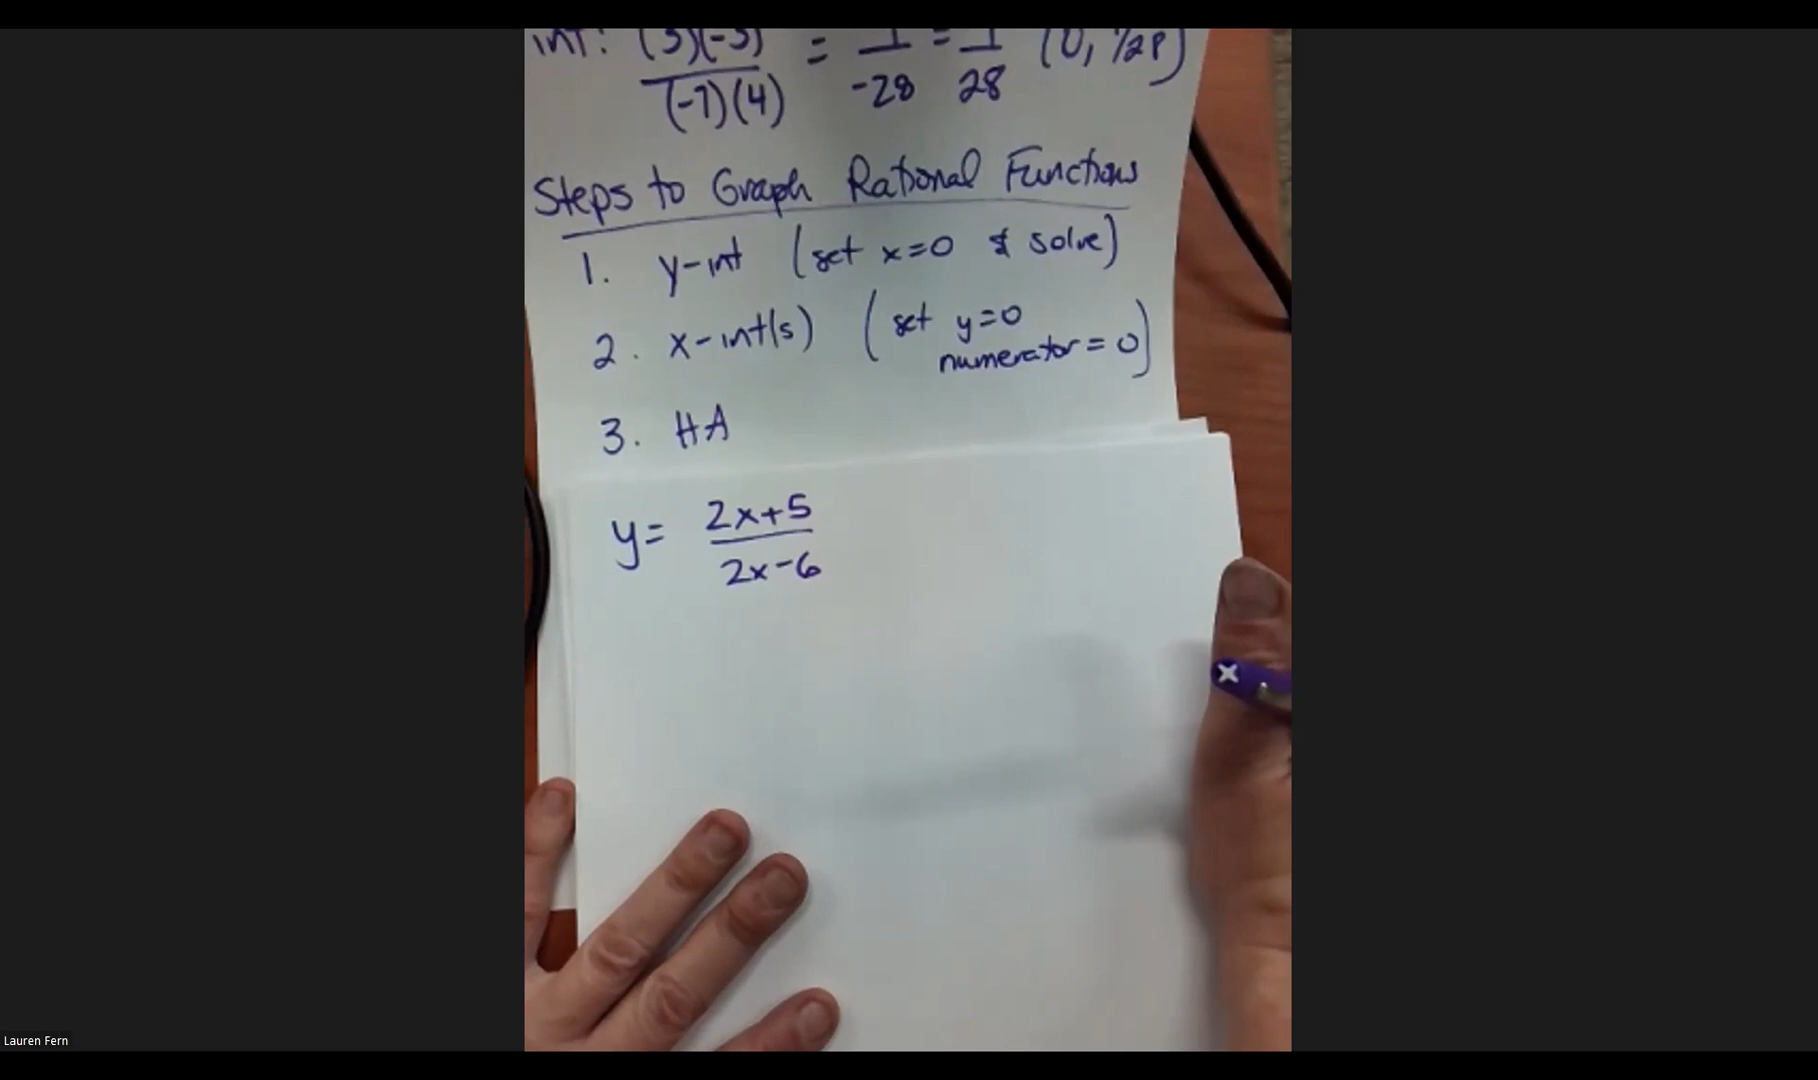 int: (3)(-3) = 1 = 1 (0, 1/28)
(-7)(4) -28 28
Steps to Graph Rational Functions
1. y-int (set x=0 & solve)
2. x-int(s) (set y=0
numerator = 0)
3. HA
y= 2x+5
2x-6
Lauren Fern